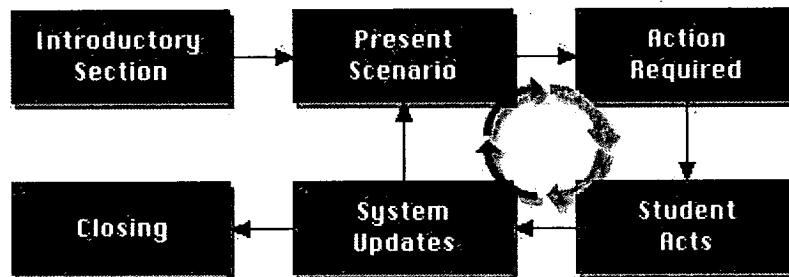 Introductory
Section
Present
Scenario
Action
Required
Closing
System
Updates
Student
Acts